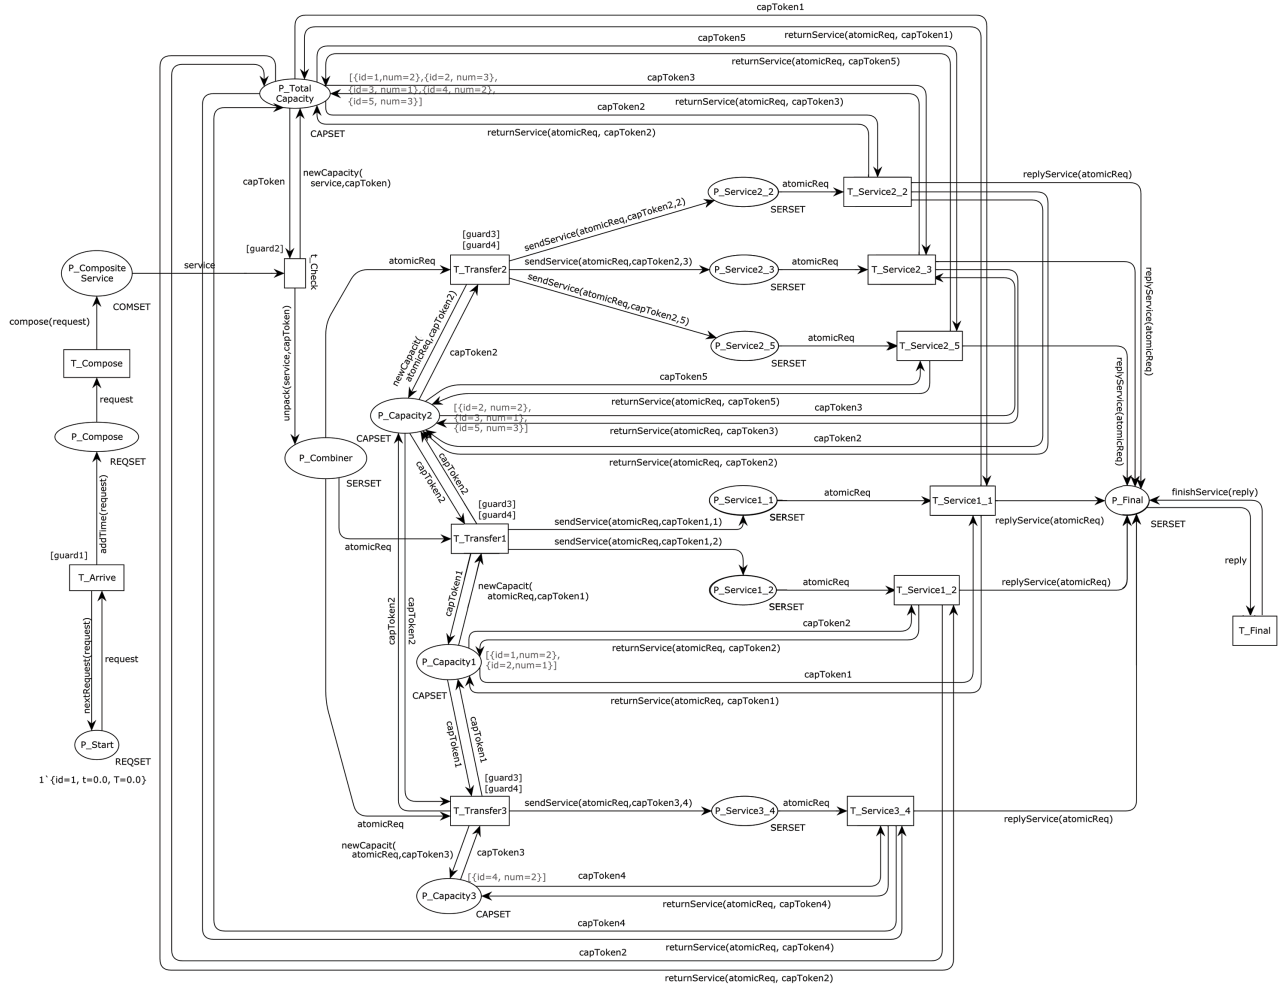 capToken1
returnService(atomicReq, capToken1)
capToken5
returnService(atomicReq, capToken5)
P_Total
Capacity
[{id=1,num=2},{id=2, num=3},
{id=3, num=1},{id=4, num=2},
{id=5, num=3}]
capToken3
returnService(atomicReq, capToken3)
capToken2
CAPSET
returnService(atomicReq, capToken2)
capToken
newCapacity(
service,capToken)
P_Service2_2
atomicReq
SERSET
T_Service2_2
replyService(atomicReq)
[guard2]
t_Check
[guard3]
[guard4]
sendService(atomicReq,capToken2,2)
P_Composite
Service
service
COMSET
atomicReq
T_Transfer2
sendService(atomicReq,capToken2,3)
P_Service2_3
atomicReq
SERSET
T_Service2_3
replyService(atomicReq)
sendService(atomicReq,capToken2,5)
P_Service2_5
atomicReq
SERSET
T_Service2_5
replyService(atomicReq)
compose(request)
T_Compose
request
unpack(service,capToken)
newCapacit(
atomicReq,capToken2)
capToken2
capToken5
returnService(atomicReq, capToken5)
P_Capacity2
[{id=2, num=2},
{id=3, num=1},
{id=5, num=3}]
CAPSET
capToken3
returnService(atomicReq, capToken3)
capToken2
returnService(atomicReq, capToken2)
P_Compose
REQSET
P_Combiner
SERSET
capToken2
capToken2
addTime(request)
[guard3]
[guard4]
P_Service1_1
atomicReq
SERSET
T_Service1_1
replyService(atomicReq)
P_Final
SERSET
finishService(reply)
reply
T_Final
atomicReq
T_Transfer1
sendService(atomicReq,capToken1,1)
sendService(atomicReq,capToken1,2)
[guard1]
T_Arrive
P_Service1_2
atomicReq
SERSET
T_Service1_2
replyService(atomicReq)
capToken1
newCapacit(
atomicReq,capToken1)
capToken2
capToken2
capToken2
returnService(atomicReq, capToken2)
nextRequest(request)
request
P_Capacity1
[{id=1,num=2},
{id=2,num=1}]
CAPSET
capToken1
returnService(atomicReq, capToken1)
P_Start
REQSET
1`{id=1, t=0.0, T=0.0}
capToken1
capToken1
[guard3]
[guard4]
atomicReq
T_Transfer3
sendService(atomicReq,capToken3,4)
P_Service3_4
atomicReq
SERSET
T_Service3_4
replyService(atomicReq)
newCapacit(
atomicReq,capToken3)
capToken3
P_Capacity3
[{id=4, num=2}]
CAPSET
capToken4
returnService(atomicReq, capToken4)
capToken4
returnService(atomicReq, capToken4)
capToken2
returnService(atomicReq, capToken2)